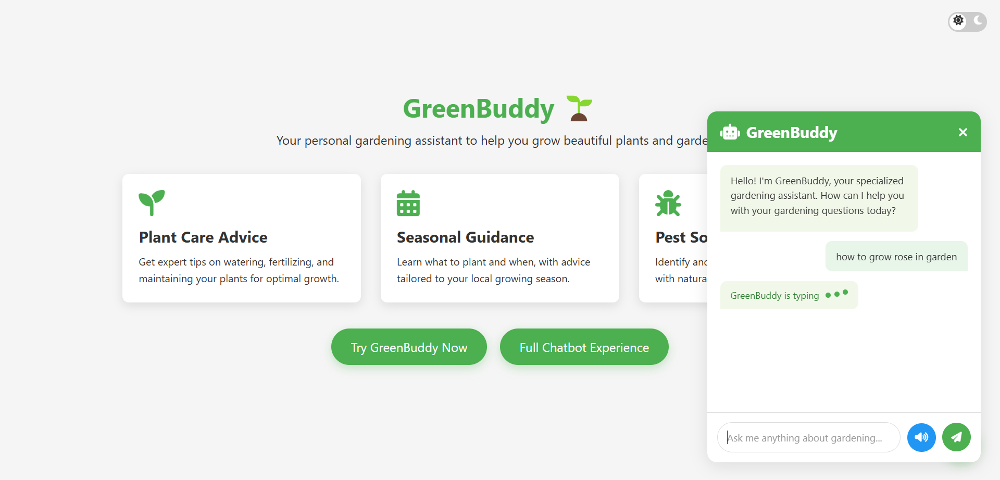 GreenBuddy
Your personal gardening assistant to help you grow beautiful plants and garde
Plant Care Advice
Get expert tips on watering, fertilizing, and
maintaining your plants for optimal growth.
Seasonal Guidance
Learn what to plant and when, with advice
tailored to your local growing season.
Pest So
Identify and
with natura
Try GreenBuddy Now
Full Chatbot Experience
GreenBuddy
Hello! I'm GreenBuddy, your specialized
gardening assistant. How can I help you
with your gardening questions today?
how to grow rose in garden
GreenBuddy is typing
Ask me anything about gardening...